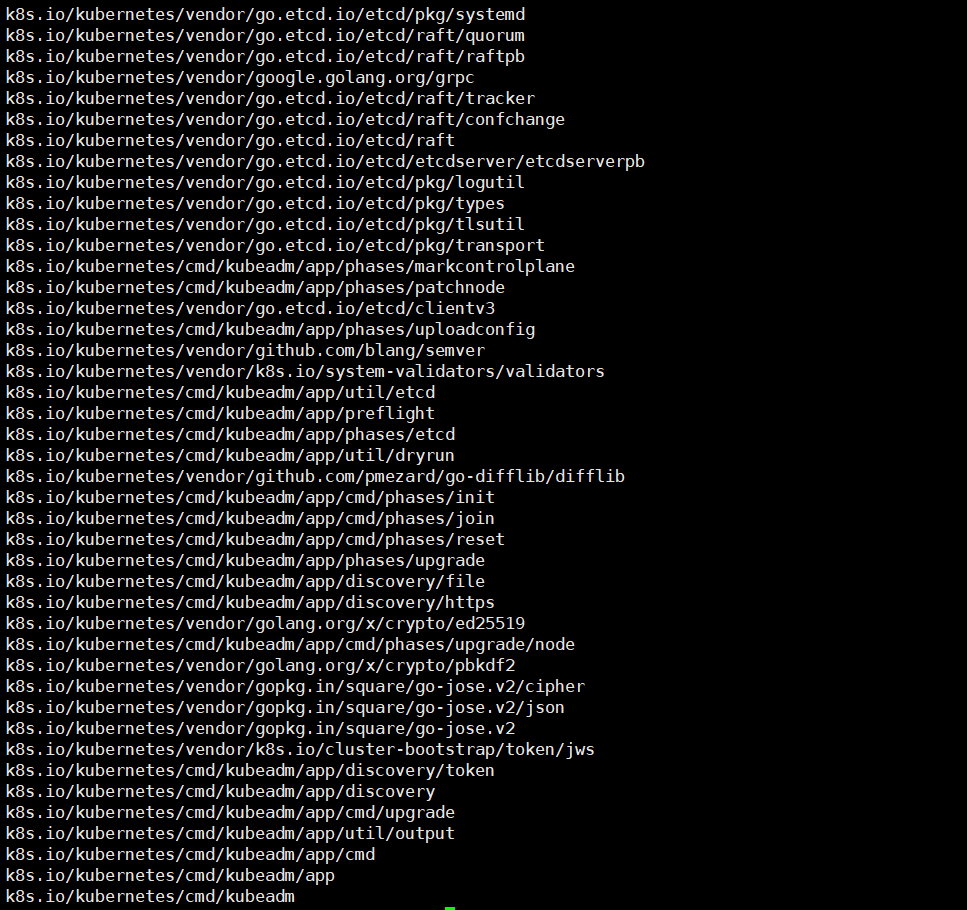 k8s.io/kubernetes/vendor/go.etcd.io/etcd/pkg/systemd
k8s.io/kubernetes/vendor/go.etcd.io/etcd/raft/quorum
k8s.io/kubernetes/vendor/go.etcd.io/etcd/raft/raftpb
k8s.io/kubernetes/vendor/google.golang.org/grpc
k8s.io/kubernetes/vendor/go.etcd.io/etcd/raft/tracker
k8s.io/kubernetes/vendor/go.etcd.io/etcd/raft/confchange
k8s.io/kubernetes/vendor/go.etcd.io/etcd/raft
k8s.io/kubernetes/vendor/go.etcd.io/etcd/etcdserver/etcdserverpb
k8s.io/kubernetes/vendor/go.etcd.io/etcd/pkg/logutil
k8s.io/kubernetes/vendor/go.etcd.io/etcd/pkg/types
k8s.io/kubernetes/vendor/go.etcd.io/etcd/pkg/tlsutil
k8s.io/kubernetes/vendor/go.etcd.io/etcd/pkg/transport
k8s.io/kubernetes/cmd/kubeadm/app/phases/markcontrolplane
k8s.io/kubernetes/cmd/kubeadm/app/phases/patchnode
k8s.io/kubernetes/vendor/go.etcd.io/etcd/clientv3
k8s.io/kubernetes/cmd/kubeadm/app/phases/uploadconfig
k8s.io/kubernetes/vendor/github.com/blang/semver
k8s.io/kubernetes/vendor/k8s.io/system-validators/validators
k8s.io/kubernetes/cmd/kubeadm/app/util/etcd
k8s.io/kubernetes/cmd/kubeadm/app/preflight
k8s.io/kubernetes/cmd/kubeadm/app/phases/etcd
k8s.io/kubernetes/cmd/kubeadm/app/util/dryrun
k8s.io/kubernetes/vendor/github.com/pmezard/go-difflib/difflib
k8s.io/kubernetes/cmd/kubeadm/app/cmd/phases/init
k8s.io/kubernetes/cmd/kubeadm/app/cmd/phases/join
k8s.io/kubernetes/cmd/kubeadm/app/cmd/phases/reset
k8s.io/kubernetes/cmd/kubeadm/app/phases/upgrade
k8s.io/kubernetes/cmd/kubeadm/app/discovery/file
k8s.io/kubernetes/cmd/kubeadm/app/discovery/https
k8s.io/kubernetes/vendor/golang.org/x/crypto/ed25519
k8s.io/kubernetes/cmd/kubeadm/app/cmd/phases/upgrade/node
k8s.io/kubernetes/vendor/golang.org/x/crypto/pbkdf2
k8s.io/kubernetes/vendor/gopkg.in/square/go-jose.v2/cipher
k8s.io/kubernetes/vendor/gopkg.in/square/go-jose.v2/json
k8s.io/kubernetes/vendor/gopkg.in/square/go-jose.v2
k8s.io/kubernetes/vendor/k8s.io/cluster-bootstrap/token/jws
k8s.io/kubernetes/cmd/kubeadm/app/discovery/token
k8s.io/kubernetes/cmd/kubeadm/app/discovery
k8s.io/kubernetes/cmd/kubeadm/app/cmd/upgrade
k8s.io/kubernetes/cmd/kubeadm/app/util/output
k8s.io/kubernetes/cmd/kubeadm/app/cmd
k8s.io/kubernetes/cmd/kubeadm/app
k8s.io/kubernetes/cmd/kubeadm